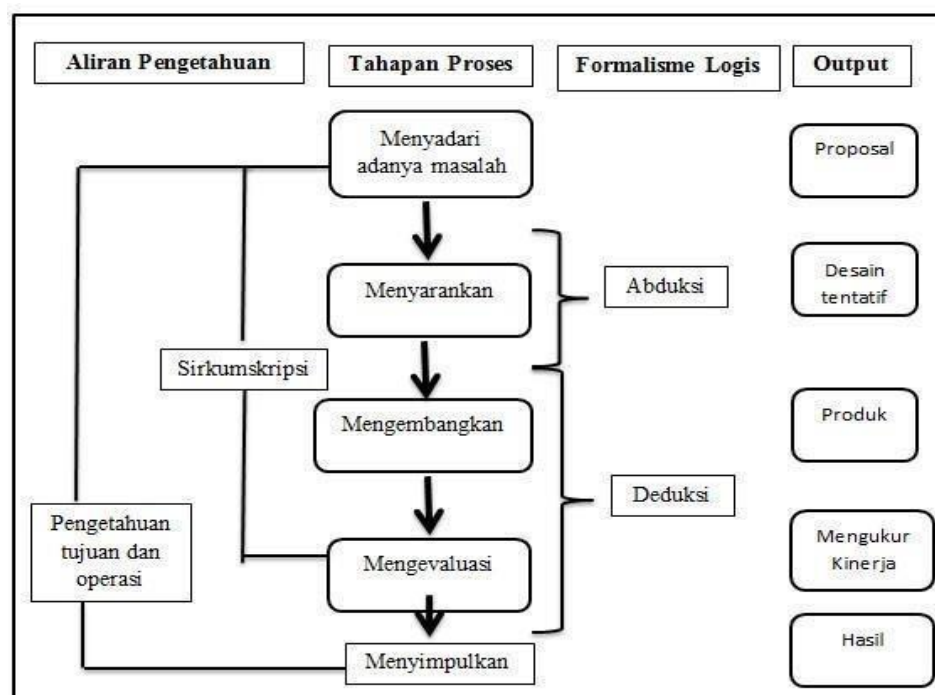 Aliran Pengetahuan
Tahapan Proses
Formalisme Logis
Output
Menyadari
adanya masalah
Proposal
Menyarankan
Abduksi
Desain
tentatif
Sirkumskripsi
Mengembangkan
Produk
Deduksi
Pengetahuan
tujuan dan
operasi
Mengevaluasi
Mengukur
Kinerja
Menyimpulkan
Hasil